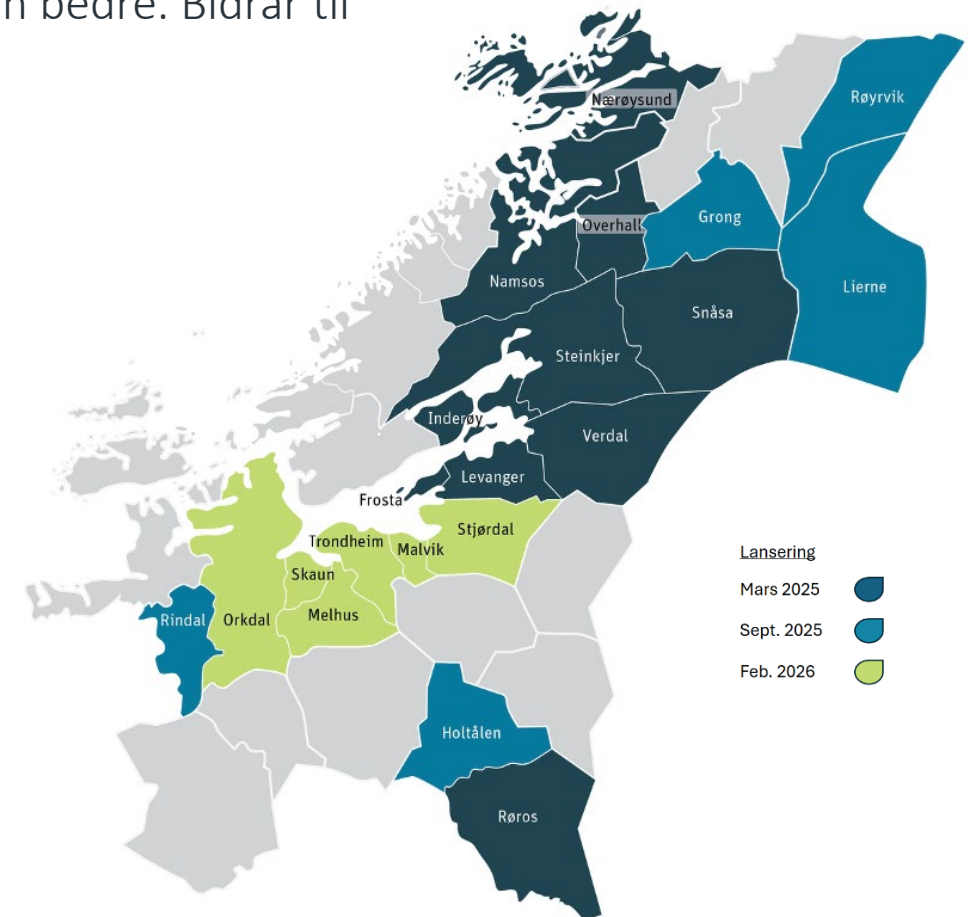 n bedre. Bidrar til
Nærøysund
Røyrvik
Grong
Overhall
Namsos
Lierne
Snåsa
Steinkjer
Inderøy
Verdal
Levanger
Frosta
Stjørdal
Trondheim
Malvik
Skaun
Rindal
Orkdal
Melhus
Holtålen
Røros
Lansering
Mars 2025
Sept. 2025
Feb. 2026